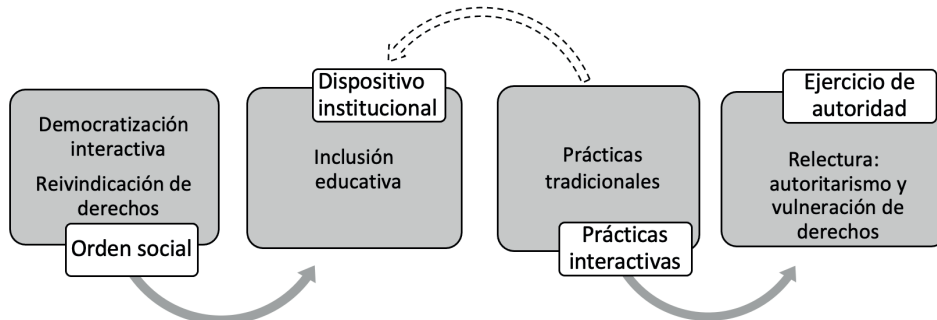 Democratización
interactiva
Reivindicación de
derechos
Orden social
Dispositivo
institucional
Inclusión
educativa
Prácticas
tradicionales
Prácticas
interactivas
Ejercicio de
autoridad
Relectura:
autoritarismo y
vulneración de
derechos